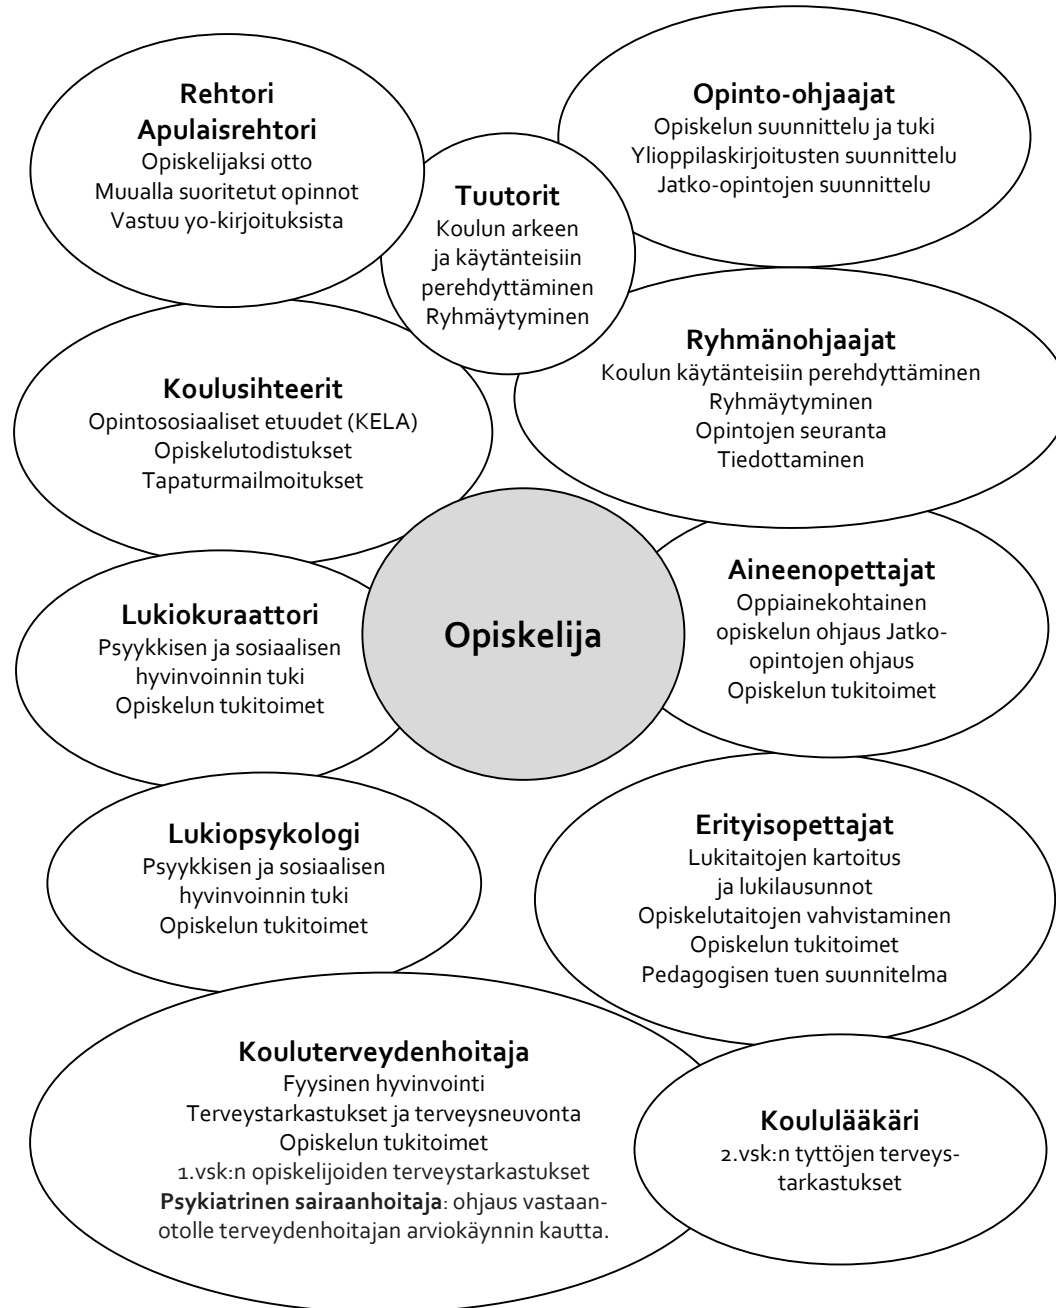 Rehtori
Apulaisrehtori
Opiskelijaksi otto
Muualla suoritetut opinnot
Vastuu yo-kirjoituksista
Opinto-ohjaajat
Opiskelun suunnittelu ja tuki
Ylioppilaskirjoitusten suunnittelu
Jatko-opintojen suunnittelu
Tuutorit
Koulun arkeen
ja käytänteisiin
perehdyttäminen
Ryhmäytyminen
Koulusihteerit
Opintososiaaliset etuudet (KELA)
Opiskelutodistukset
Tapaturmailmoitukset
Ryhmänohjaajat
Koulun käytänteisiin perehdyttäminen
Ryhmäytyminen
Opintojen seuranta
Tiedottaminen
Opiskelija
Lukiokuraattori
Psyykkisen ja sosiaalisen
hyvinvoinnin tuki
Opiskelun tukitoimet
Aineenopettajat
Oppiainekohtainen
opiskelun ohjaus Jatko-
opintojen ohjaus
Opiskelun tukitoimet
Lukiopsykologi
Psyykkisen ja sosiaalisen
hyvinvoinnin tuki
Opiskelun tukitoimet
Erityisopettajat
Lukitaitojen kartoitus
ja lukilausunnot
Opiskelutaitojen vahvistaminen
Opiskelun tukitoimet
Pedagogisen tuen suunnitelma
Kouluterveydenhoitaja
Fyysinen hyvinvointi
Terveystarkastukset ja terveysneuvonta
Opiskelun tukitoimet
1.vsk:n opiskelijoiden terveystarkastukset
Psykiatrinen sairaanhoitaja: ohjaus vastaan-
otolle terveydenhoitajan arviokäynnin kautta.
Koululääkäri
2.vsk:n tyttöjen terveys-
tarkastukset